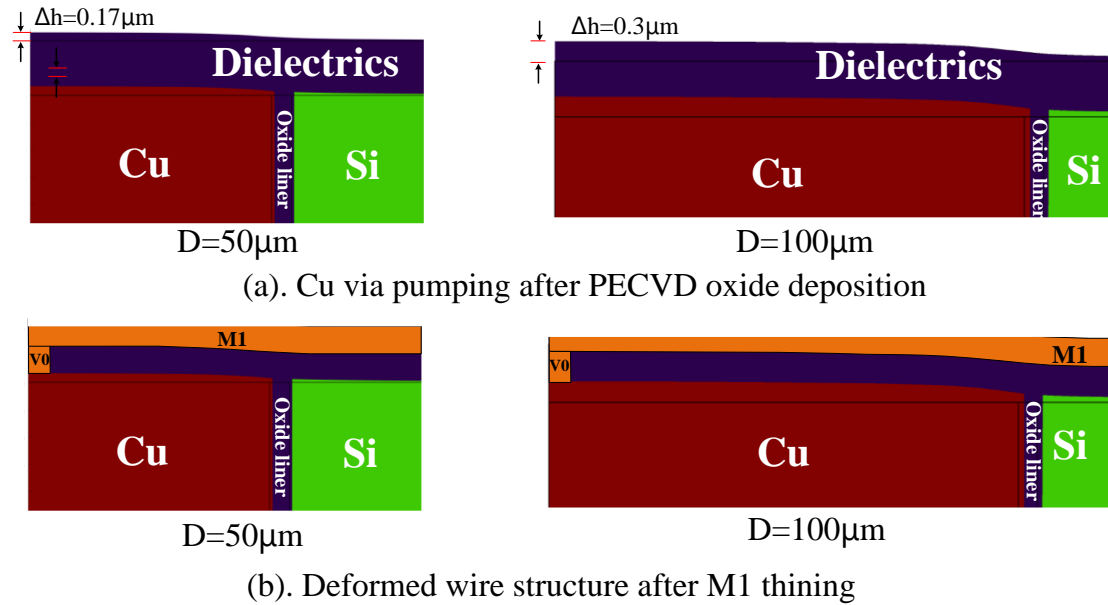 Δh=0.17μm
Δh=0.3μm
Dielectrics
Dielectrics
Cu
Oxide liner
Si
Cu
Oxide liner
Si
D=50μm
D=100μm
(a). Cu via pumping after PECVD oxide deposition
M1
V0
M1
V0
Cu
Oxide liner
Si
Cu
Oxide liner
Si
D=50μm
D=100μm
(b). Deformed wire structure after M1 thining